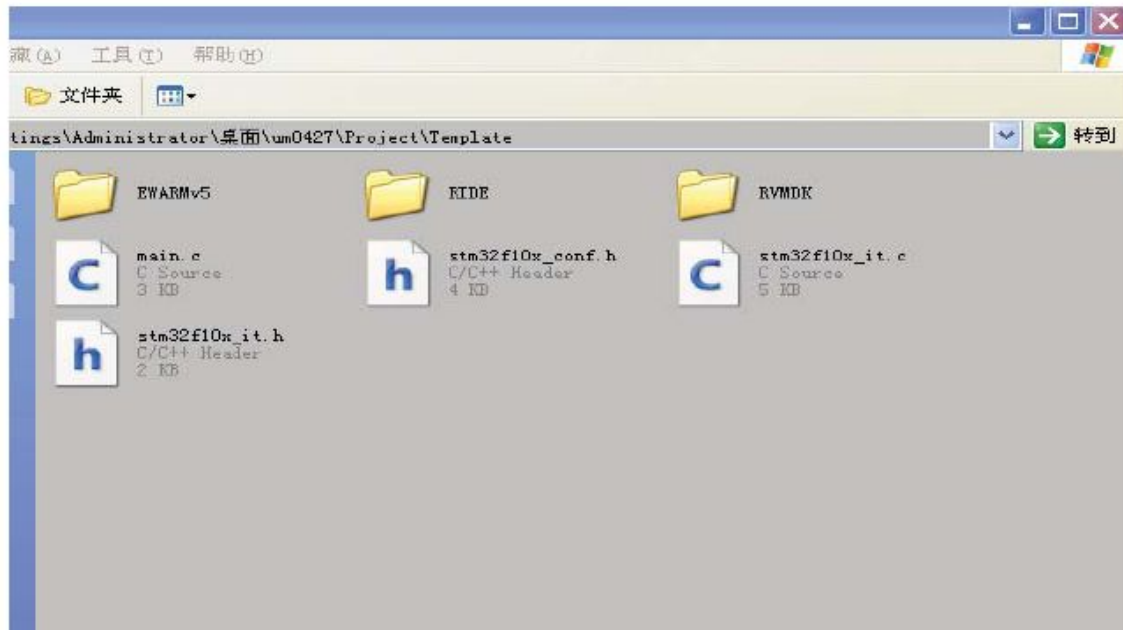 藏(A) 工具(T) 帮助(H)
文件夹
tings\Administrator\桌面\um0427\Project\Template 转到
EWARMv5 RIDE RVMDK
main.c stm32f10x_conf.h stm32f10x_it.c
C Source C/C++ Header C Source
3 KB 4 KB 5 KB
stm32f10x_it.h
C/C++ Header
2 KB